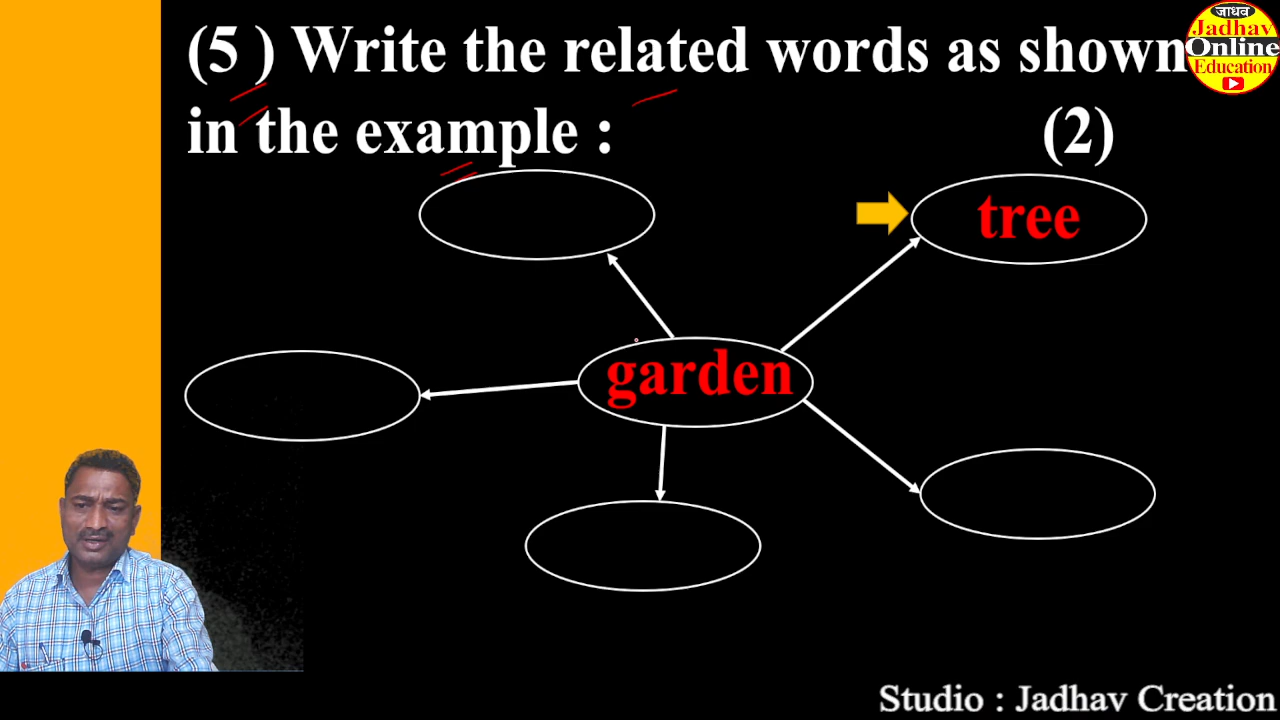 (5 ) Write the related words as shown
in the example : (2)
जाधव
Jadhav
Online
Education
tree
garden
Studio : Jadhav Creation